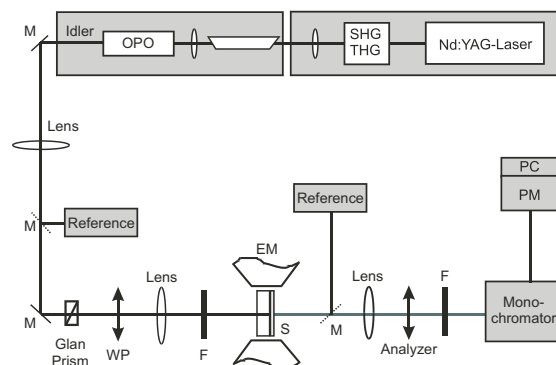 M
Idler
OPO
SHG
THG
Nd:YAG-Laser
Lens
PC
PM
M
Reference
Reference
EM
Lens
Lens
F
M
Glan
Prism
WP
F
S
M
Analyzer
Mono-
chromator